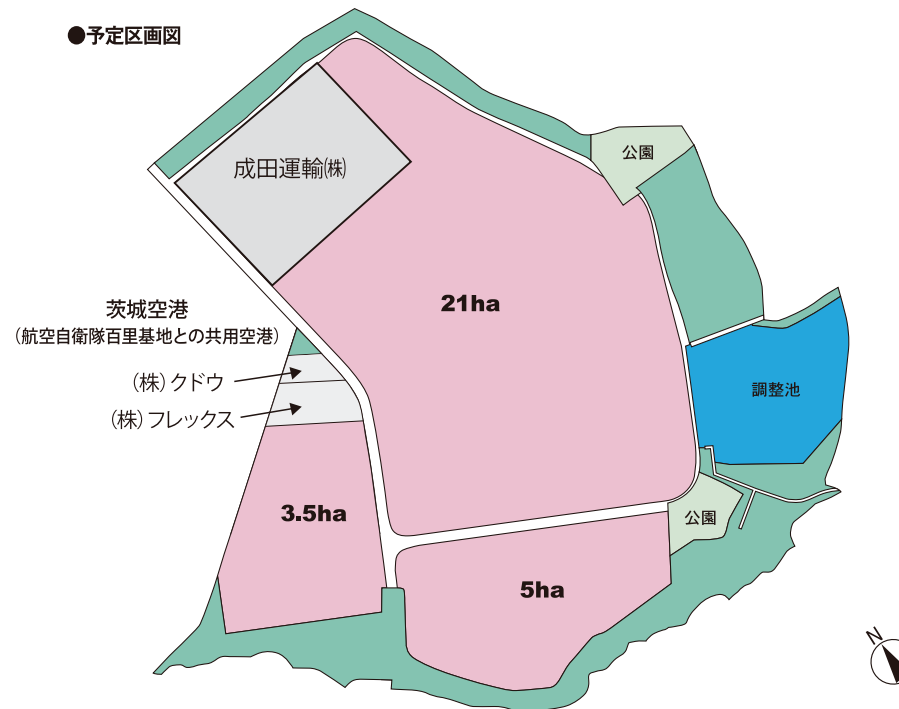 ●予定区画図
公園
成田運輸㈱
21ha
茨城空港
(航空自衛隊百里基地との共用空港)
(株)クドウ
調整池
(株)フレックス
3.5ha
公園
5ha
N